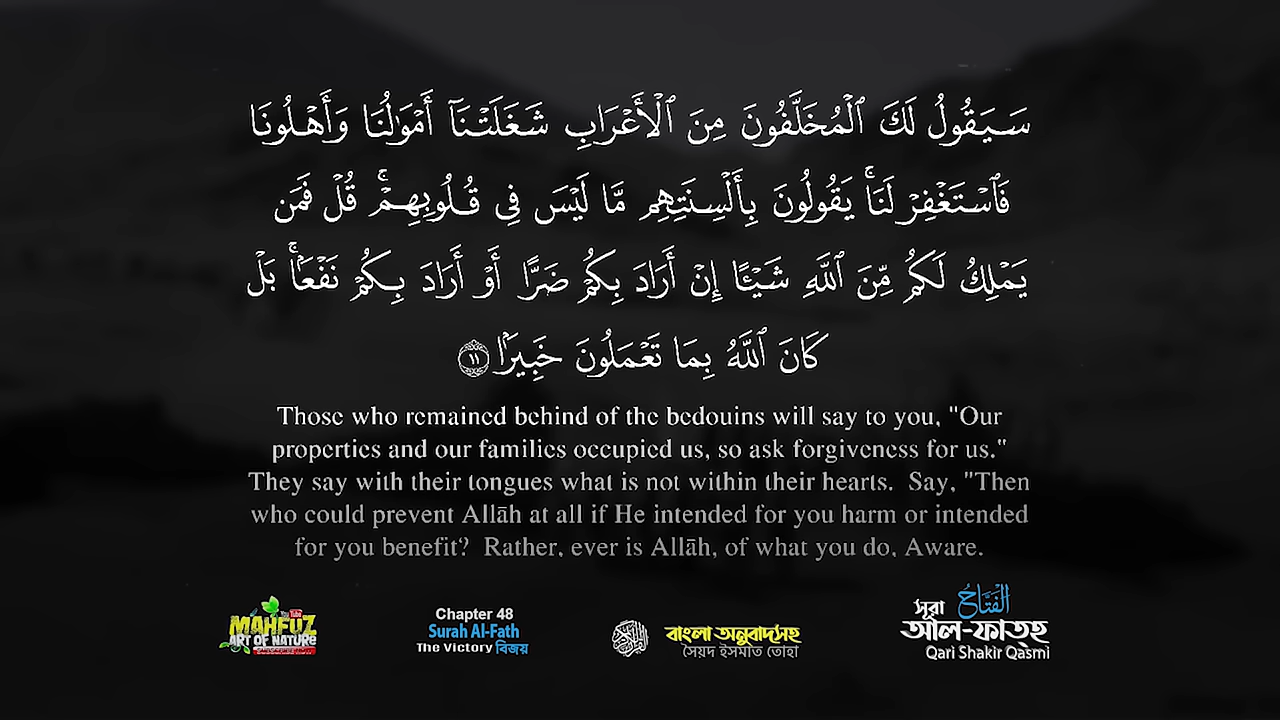 سَيَقُولُ لَكَ ٱلْمُخَلَّفُونَ مِنَ ٱلْأَعْرَابِ شَغَلَتْنَآ أَمْوَٰلُنَا وَأَهْلُونَا
فَٱسْتَغْفِرْ لَنَا ۚ يَقُولُونَ بِأَلْسِنَتِهِم مَّا لَيْسَ فِى قُلُوبِهِمْ ۚ قُلْ فَمَن
يَمْلِكُ لَكُم مِّنَ ٱللَّهِ شَيْـًٔا إِنْ أَرَادَ بِكُمْ ضَرًّا أَوْ أَرَادَ بِكُمْ نَفْعًۢا ۚ بَلْ
كَانَ ٱللَّهُ بِمَا تَعْمَلُونَ خَبِيرًۢا ١١
Those who remained behind of the bedouins will say to you, "Our
properties and our families occupied us, so ask forgiveness for us."
They say with their tongues what is not within their hearts. Say, "Then
who could prevent Allāh at all if He intended for you harm or intended
for you benefit? Rather, ever is Allāh, of what you do, Aware.
You Tube
MAHFUZ
ART OF NATURE
Chapter 48
Surah Al-Fath
The Victory বিজয়
বাংলা অনুবাদসহ
সৈয়দ ইসমাত তোহা
সূরা الْفَتَاحُ
আল-ফাতহ
Qari Shakir Qasmi